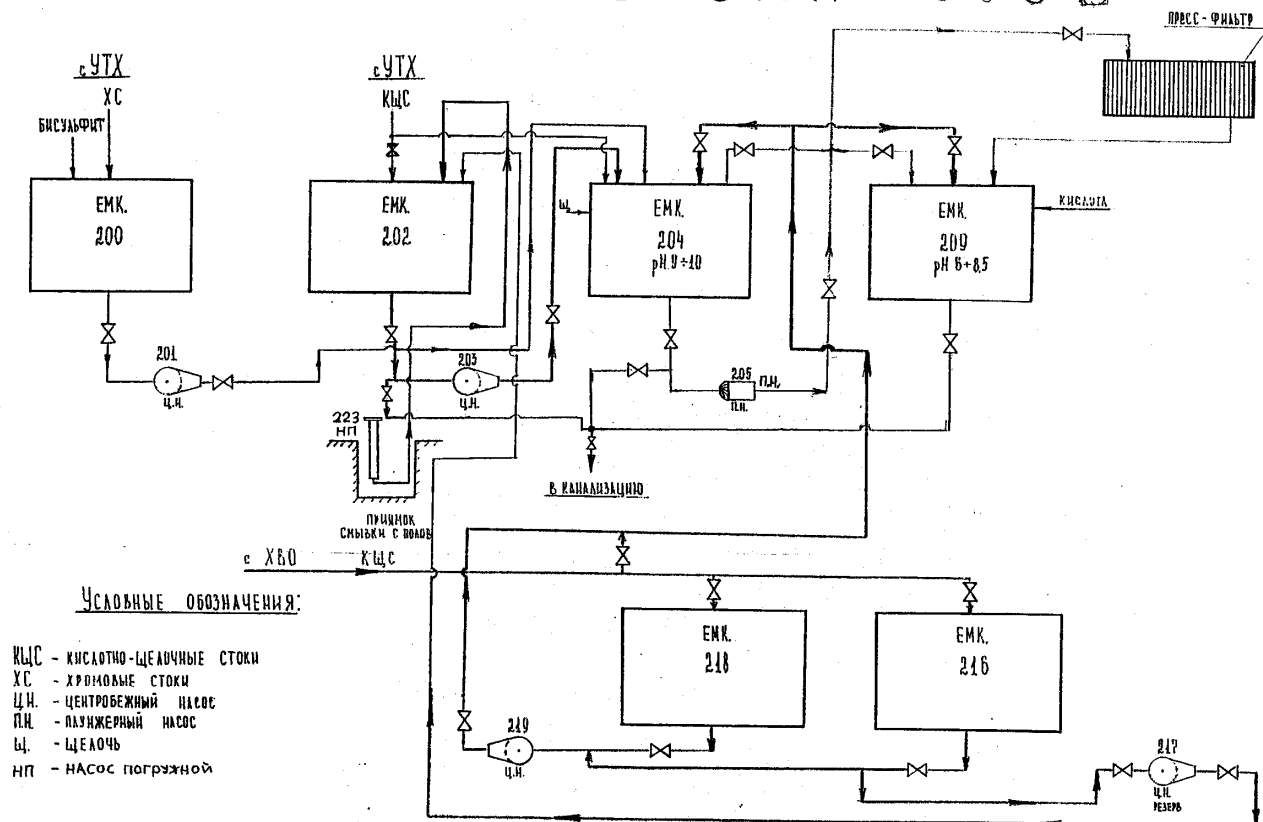 ПРЕСС-ФИЛЬТР
с УТХ
ХС
БИСУЛЬФИТ
с УТХ
КЩС
ЕМК.
200
ЕМК.
202
Щ.
ЕМК.
204
pH 9÷10
ЕМК.
209
pH 6÷8,5
КИСЛОТА
201
Ц.Н.
203
Ц.Н.
205
П.Н.
П.Н.
223
НП
В КАНАЛИЗАЦИЮ
ПРИЯМОК
СМЫВКИ С ПОЛОВ
с ХВО КЩС
УСЛОВНЫЕ ОБОЗНАЧЕНИЯ:
КЩС - КИСЛОТНО-ЩЕЛОЧНЫЕ СТОКИ
ХС - ХРОМОВЫЕ СТОКИ
Ц.Н. - ЦЕНТРОБЕЖНЫЙ НАСОС
П.Н. - ПЛУНЖЕРНЫЙ НАСОС
Щ. - ЩЕЛОЧЬ
НП - НАСОС ПОГРУЖНОЙ
ЕМК.
218
ЕМК.
216
219
Ц.Н.
217
Ц.Н.
РЕЗЕРВ